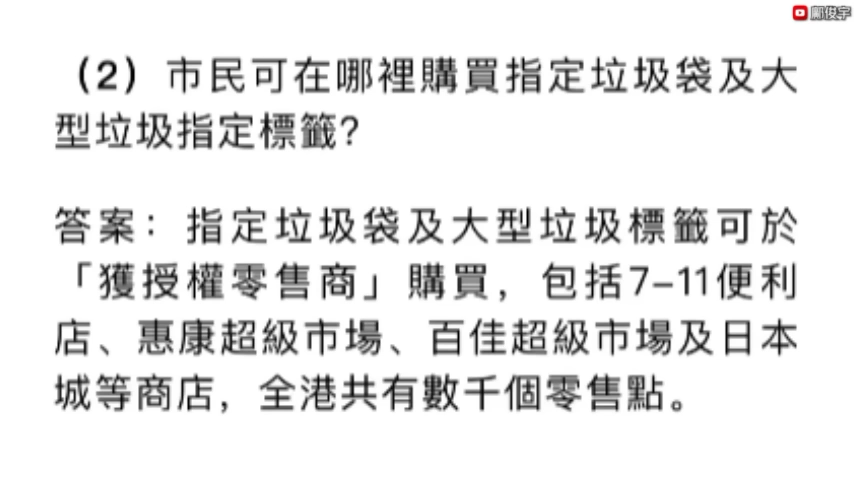 鄺俊宇
（2）市民可在哪裡購買指定垃圾袋及大
型垃圾指定標籤？
答案：指定垃圾袋及大型垃圾標籤可於
「獲授權零售商」購買，包括7-11便利
店、惠康超級市場、百佳超級市場及日本
城等商店，全港共有數千個零售點。